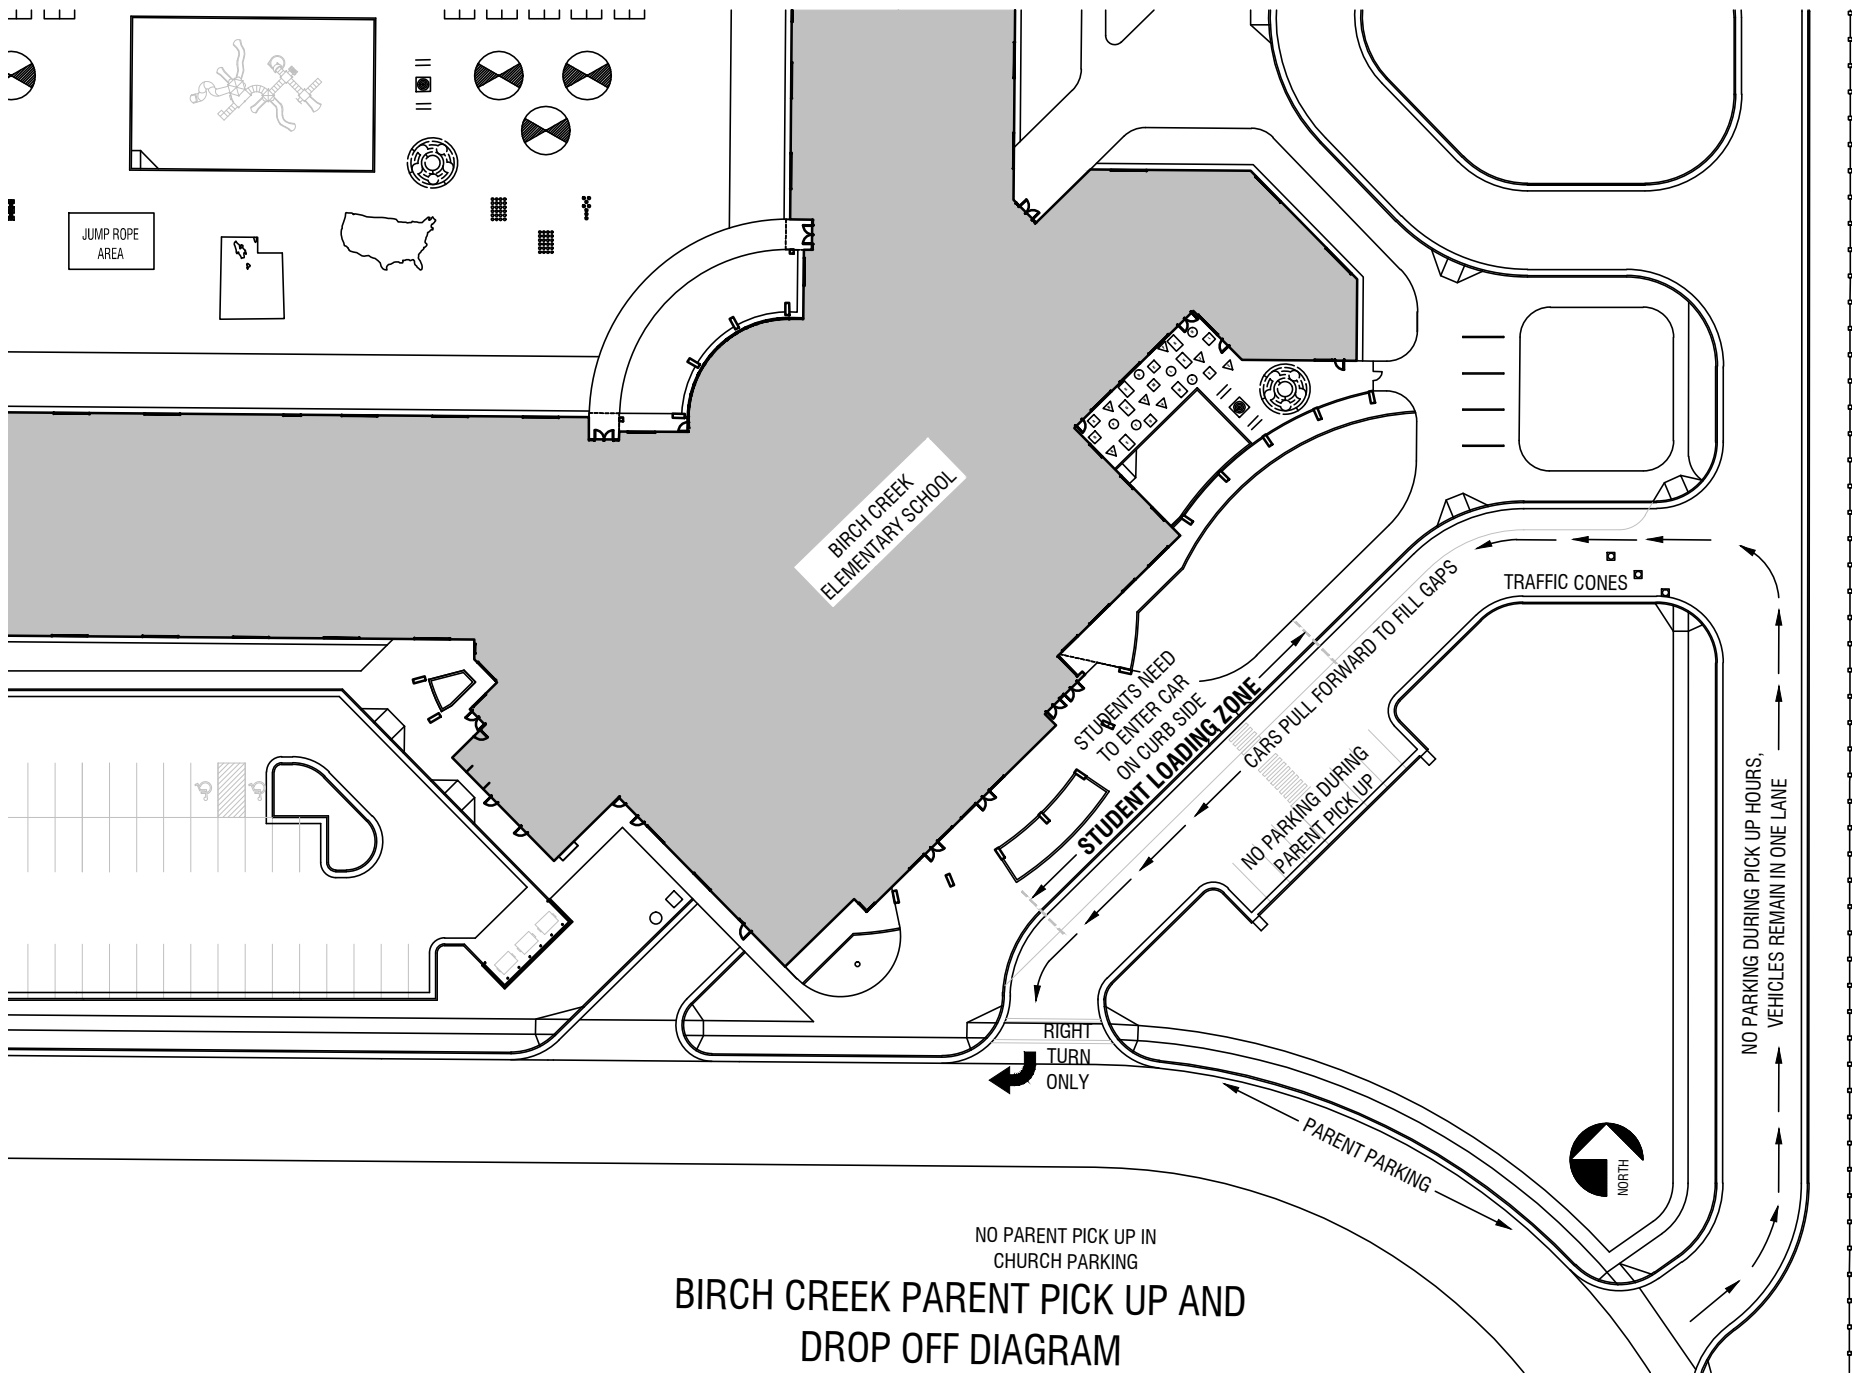 JUMP ROPE
AREA
BIRCH CREEK
ELEMENTARY SCHOOL
TRAFFIC CONES
CARS PULL FORWARD TO FILL GAPS
STUDENTS NEED
TO ENTER CAR
ON CURB SIDE
STUDENT LOADING ZONE
NO PARKING DURING
PARENT PICK UP
NO PARKING DURING PICK UP HOURS,
VEHICLES REMAIN IN ONE LANE
RIGHT
TURN
ONLY
PARENT PARKING
NORTH
NO PARENT PICK UP IN
CHURCH PARKING
BIRCH CREEK PARENT PICK UP AND
DROP OFF DIAGRAM